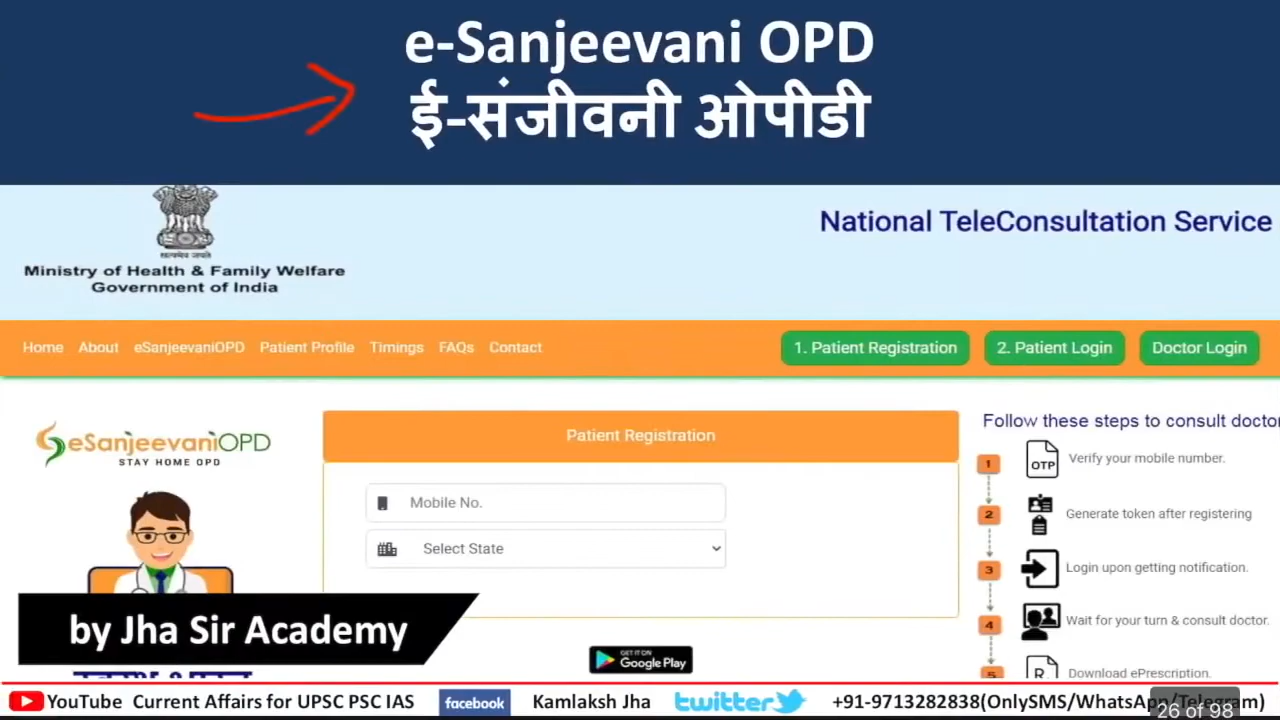 e-Sanjeevani OPD
ई-संजीवनी ओपीडी
सत्यमेव जयते
Ministry of Health & Family Welfare
Government of India
National TeleConsultation Service
Home About eSanjeevaniOPD Patient Profile Timings FAQs Contact
1. Patient Registration 2. Patient Login Doctor Login
eSanjeevaniOPD
STAY HOME OPD
Patient Registration
Mobile No.
Select State
GET IT ON
Google Play
Follow these steps to consult doctor
1 OTP Verify your mobile number.
2 Generate token after registering
3 Login upon getting notification.
4 Wait for your turn & consult doctor.
5 R Download ePrescription.
by Jha Sir Academy
YouTube Current Affairs for UPSC PSC IAS facebook Kamlaksh Jha twitter +91-9713282838(OnlySMS/WhatsApp/Telegram)
26 of 98